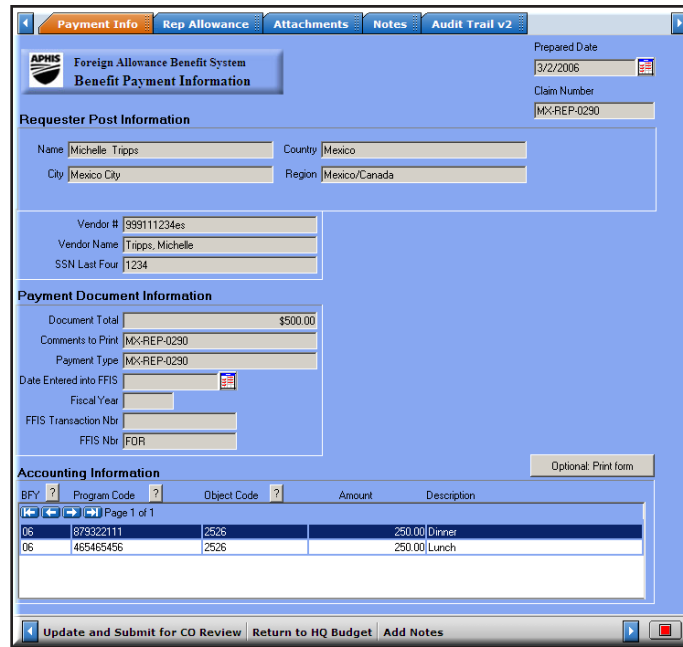 Payment Info Rep Allowance Attachments Notes Audit Trail v2
Prepared Date
APHIS Foreign Allowance Benefit System
Benefit Payment Information
3/2/2006
Claim Number
MX-REP-0290
Requester Post Information
Name Michelle Tripps Country Mexico
City Mexico City Region Mexico/Canada
Vendor # 999111234es
Vendor Name Tripps, Michelle
SSN Last Four 1234
Payment Document Information
Document Total $500.00
Comments to Print MX-REP-0290
Payment Type MX-REP-0290
Date Entered into FFIS
Fiscal Year
FFIS Transaction Nbr
FFIS Nbr FOR
Optional: Print form
Accounting Information
BFY ? Program Code ? Object Code ? Amount Description
Page 1 of 1
06 879322111 2526 250.00 Dinner
06 465465456 2526 250.00 Lunch
Update and Submit for CO Review Return to HQ Budget Add Notes